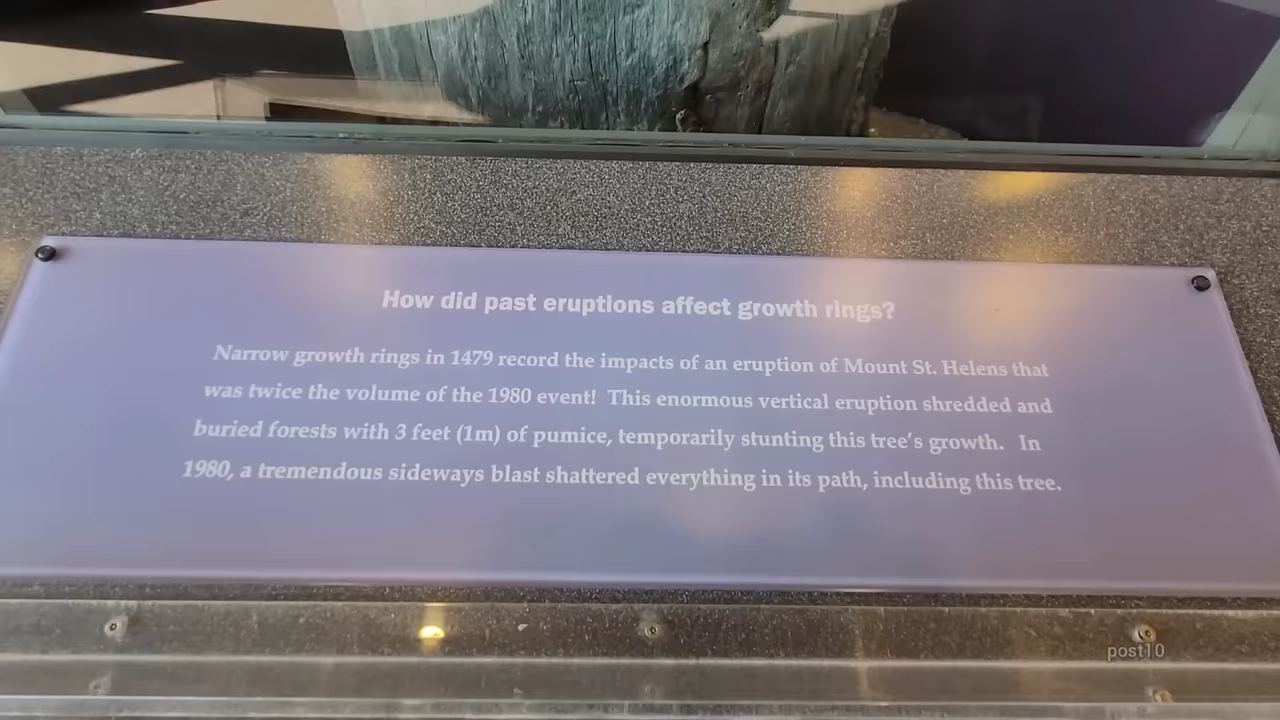 How did past eruptions affect growth rings?
Narrow growth rings in 1479 record the impacts of an eruption of Mount St. Helens that
was twice the volume of the 1980 event! This enormous vertical eruption shredded and
buried forests with 3 feet (1m) of pumice, temporarily stunting this tree's growth. In
1980, a tremendous sideways blast shattered everything in its path, including this tree.
post10